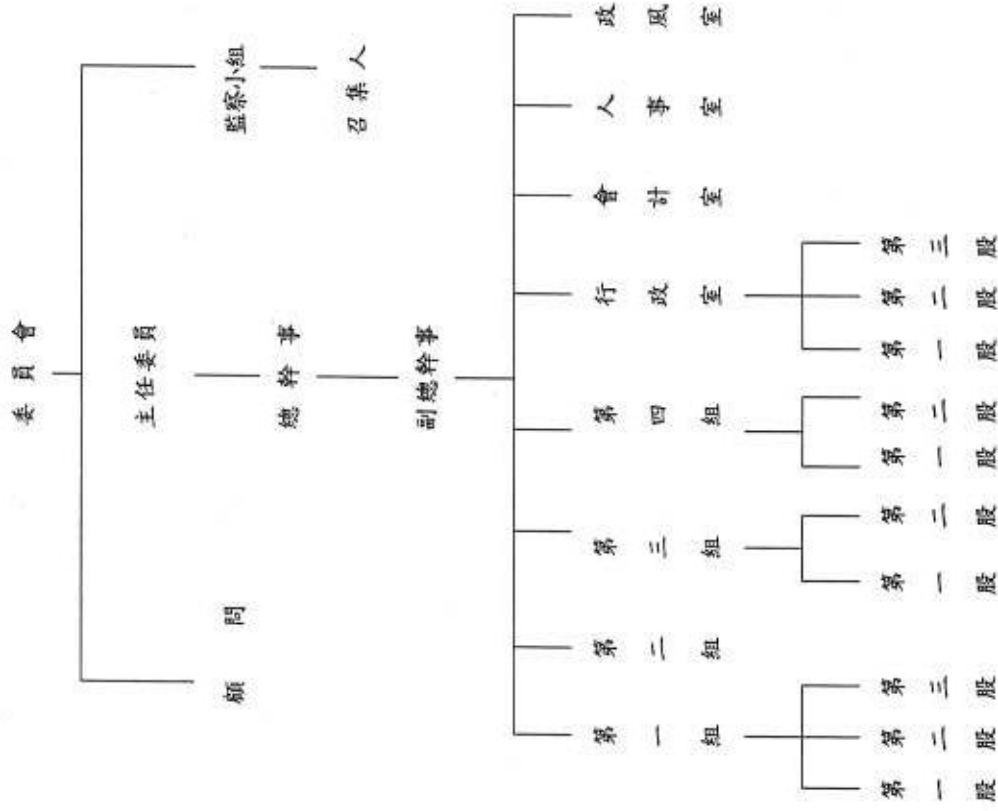 委員會
主任委員
顧問
監察小組
召集人
總幹事
副總幹事
第一組
第二組
第三組
第四組
行政室
會計室
人事室
政風室
第一股
第二股
第三股
第一股
第二股
第一股
第二股
第一股
第二股
第三股